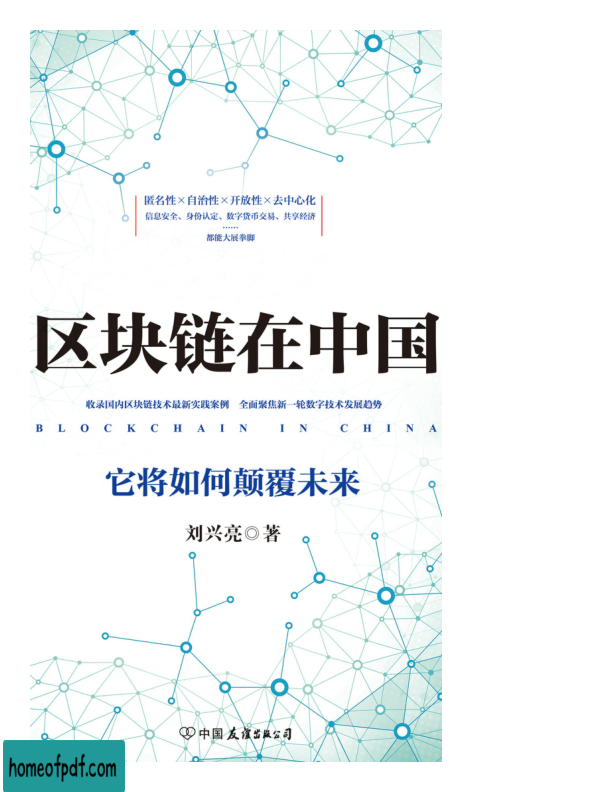 匿名性×自治性×开放性×去中心化
信息安全、身份认定、数字货币交易、共享经济
……
都能大展拳脚
区块链在中国
收录国内区块链技术最新实践案例 全面聚焦新一轮数字技术发展趋势
BLOCKCHAIN IN CHINA
它将如何颠覆未来
刘兴亮◎著
中国友谊出版公司
homeofpdf.com